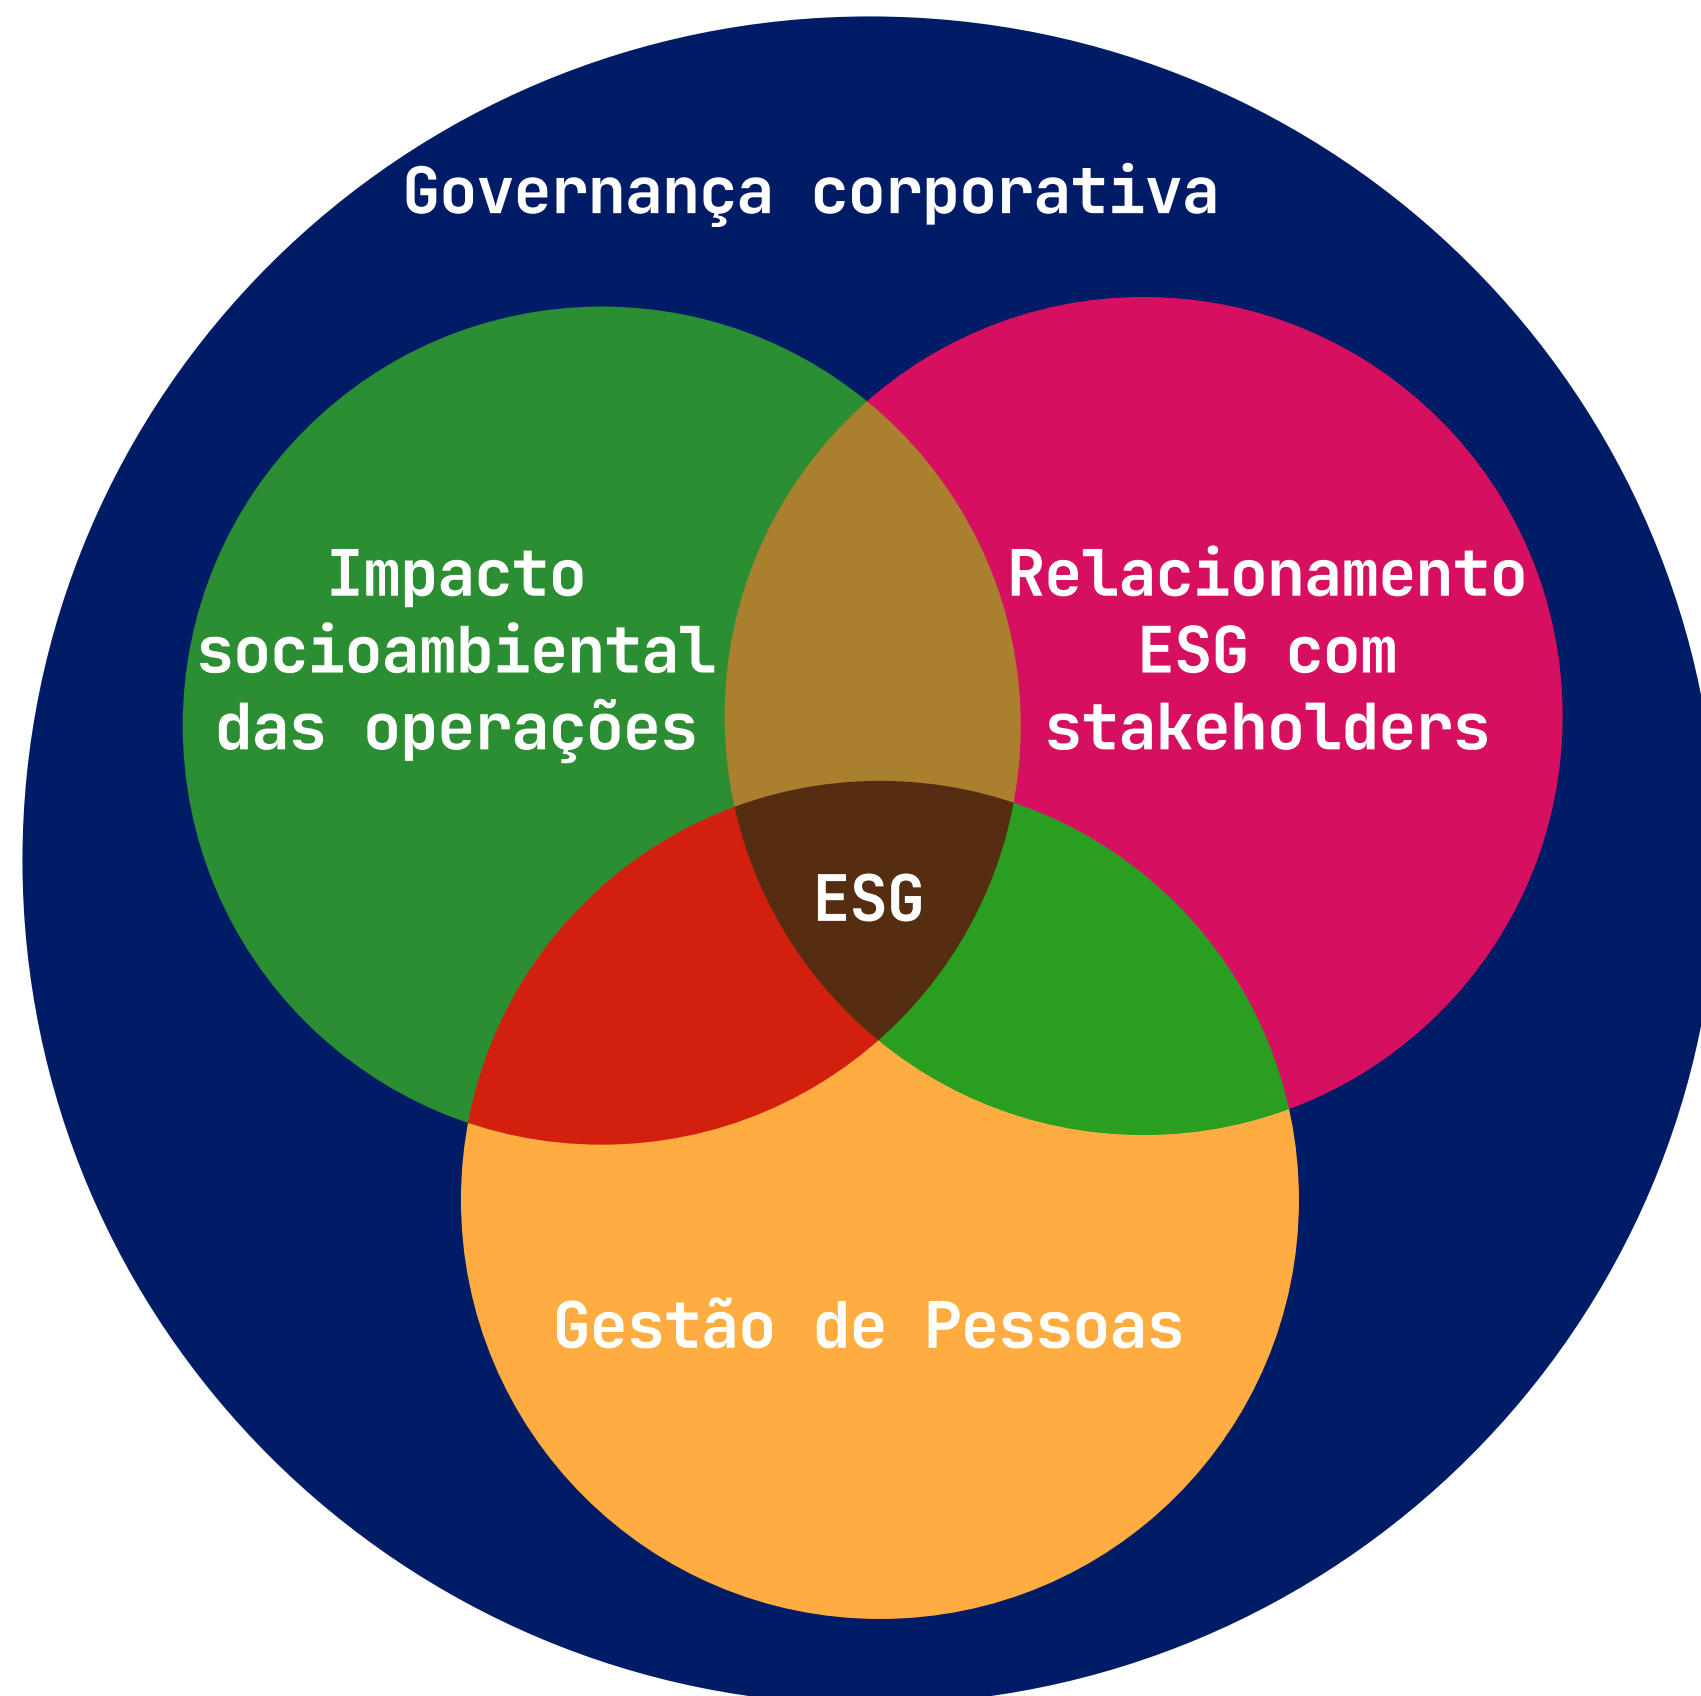 Governança corporativa
Impacto
socioambiental
das operações
Relacionamento
ESG com
stakeholders
ESG
Gestão de Pessoas